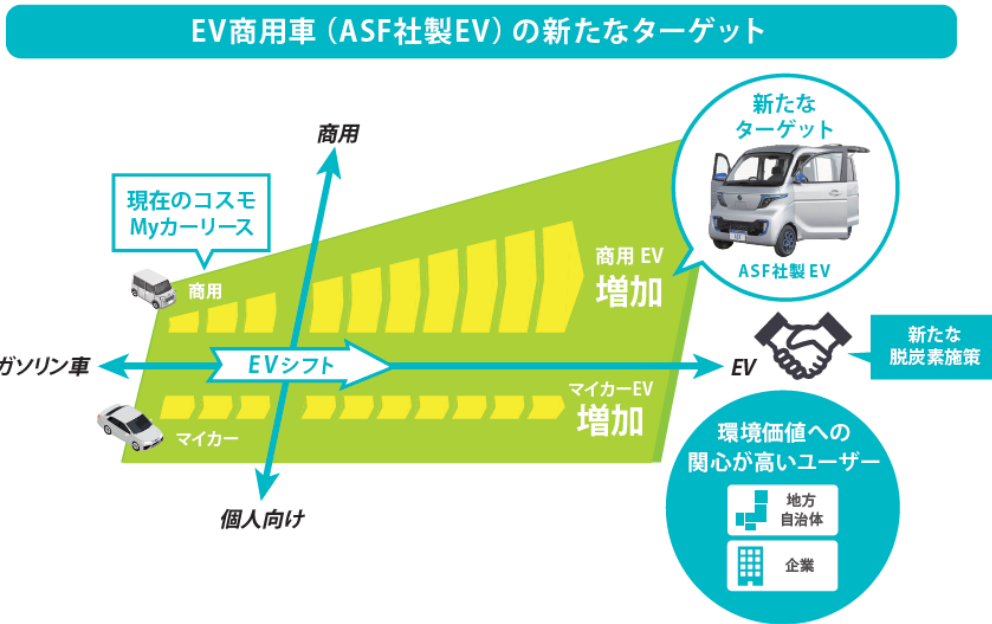 EV商用車（ASF社製EV）の新たなターゲット
新たな
ターゲット
商用
現在のコスモ
Myカーリース
商用
商用 EV
増加
ASF社製 EV
ガソリン車
EVシフト
EV
新たな
脱炭素施策
マイカーEV
増加
マイカー
個人向け
環境価値への
関心が高いユーザー
地方
自治体
企業